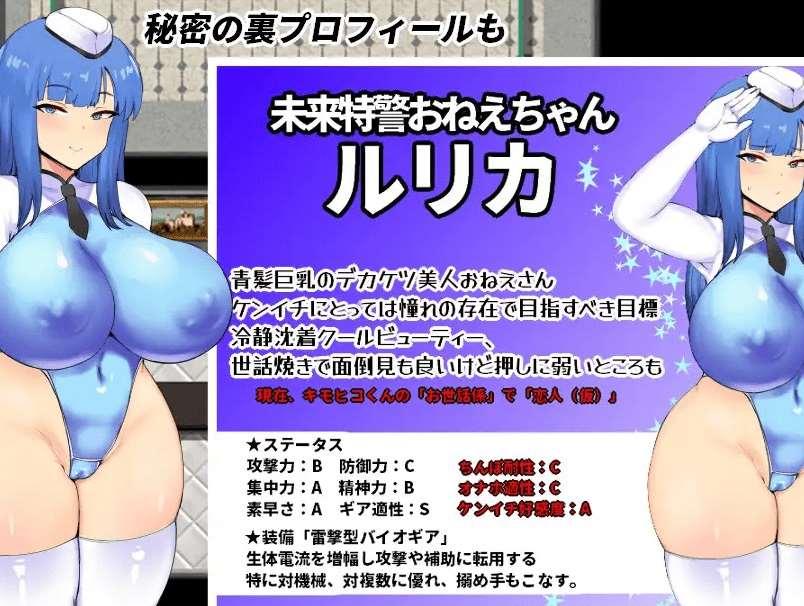 秘密の裏プロフィールも
未来特警おねえちゃん
ルリカ
青髪巨乳のデカケツ美人おねえさん
ケンイチにとっては憧れの存在で目指すべき目標
冷静沈着クールビューティー、
世話焼きで面倒見も良いけど押しに弱いところも
現在、キモヒコくんの「お世話係」で「恋人（仮）」
★ステータス
攻撃力：B 防御力：C ちんぽ耐性：C
集中力：A 精神力：B オナホ適性：C
素早さ：A ギア適性：S ケンイチ好感度：A
★装備「雷撃型バイオギア」
生体電流を増幅し攻撃や補助に転用する
特に対機械、対複数に優れ、搦め手もこなす。